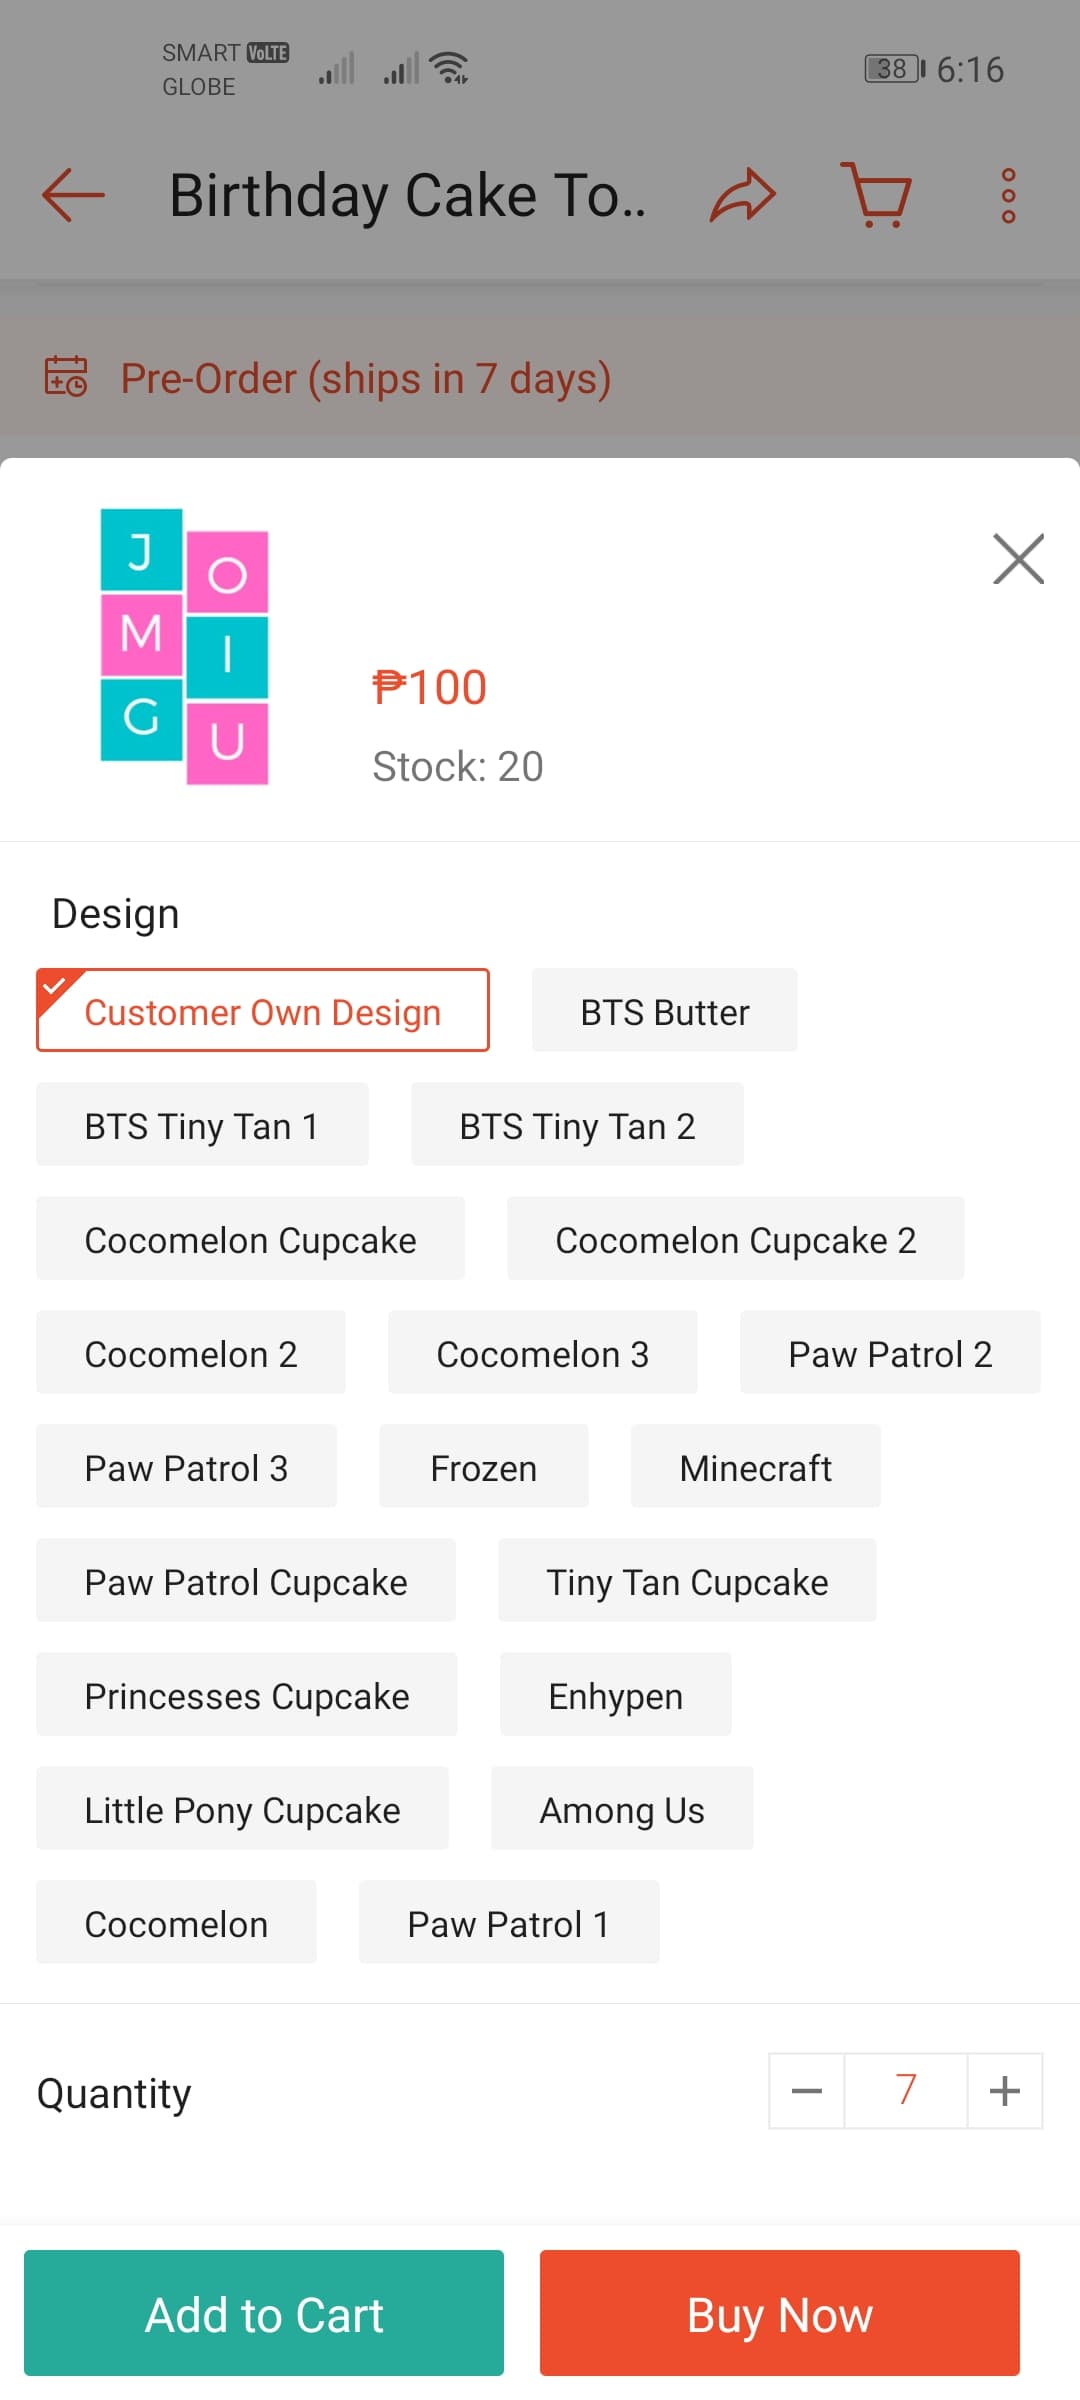 SMART VoLTE
GLOBE
38 6:16
Birthday Cake To..
Pre-Order (ships in 7 days)
J
O
M
I
G
U
₱100
Stock: 20
Design
Customer Own Design BTS Butter
BTS Tiny Tan 1 BTS Tiny Tan 2
Cocomelon Cupcake Cocomelon Cupcake 2
Cocomelon 2 Cocomelon 3 Paw Patrol 2
Paw Patrol 3 Frozen Minecraft
Paw Patrol Cupcake Tiny Tan Cupcake
Princesses Cupcake Enhypen
Little Pony Cupcake Among Us
Cocomelon Paw Patrol 1
Quantity 7
Add to Cart Buy Now